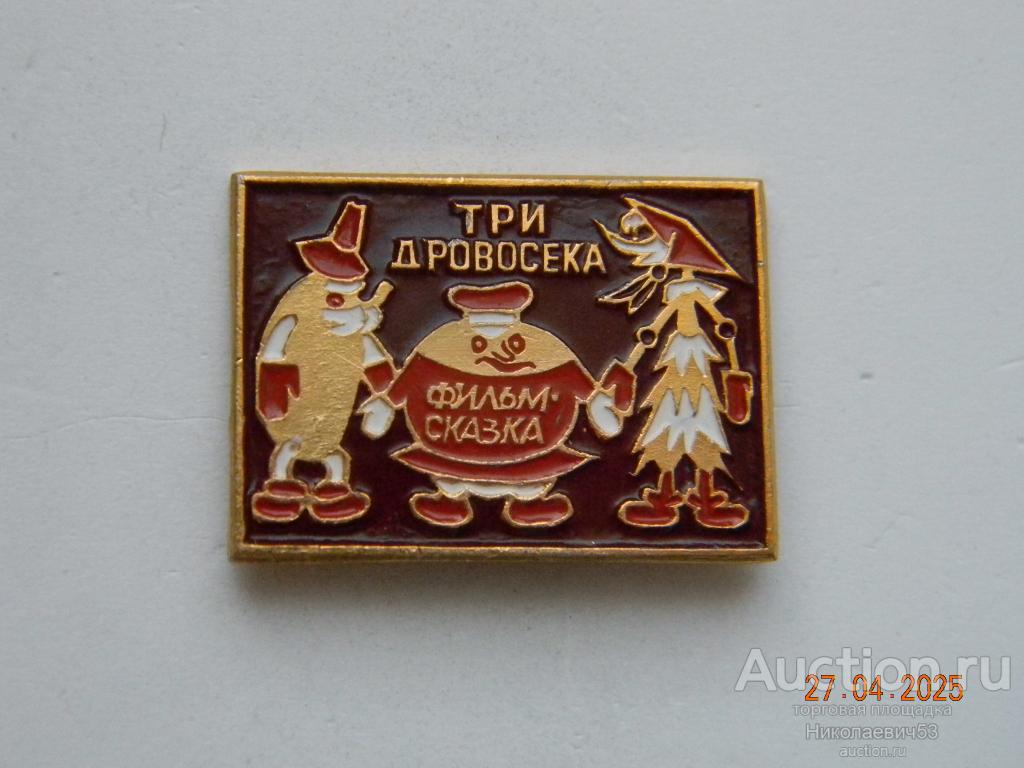 ТРИ
ДРОВОСЕКА
ФИЛЬМ-
СКАЗКА
Auction.ru
27.04.2025
торговая площадка
Николаевич53
auction.ru